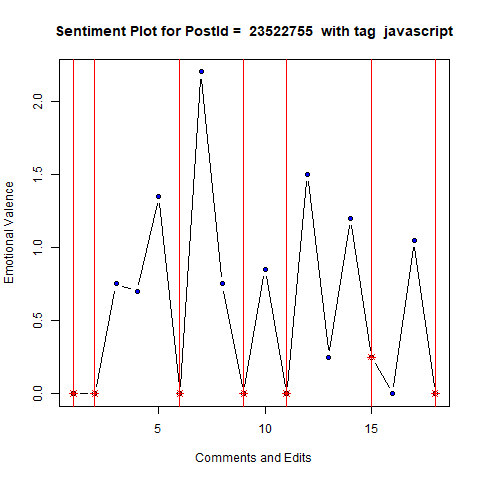 Sentiment Plot for PostId =  23522755  with tag  javascript
Emotional Valence
2.0
1.5
1.0
0.5
0.0
5
10
15
Comments and Edits